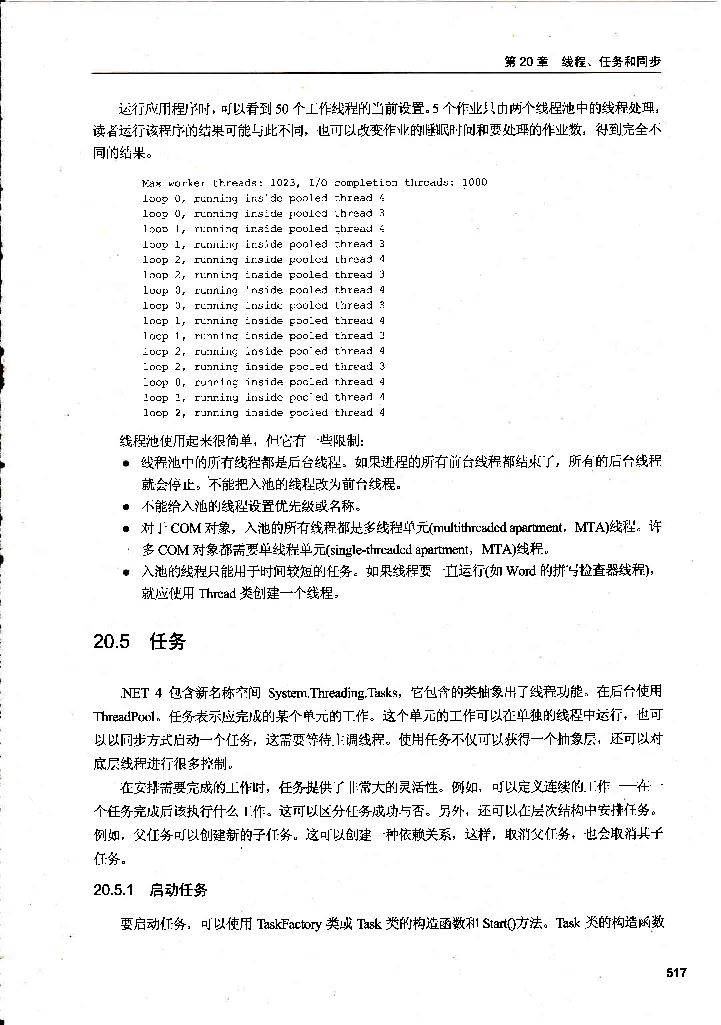 第20章 线程、任务和同步
运行应用程序时，可以看到50个工作线程的当前设置。5个作业只由两个线程池中的线程处理，
读者运行该程序的结果可能与此不同，也可以改变作业的睡眠时间和要处理的作业数，得到完全不
同的结果。
Max worker threads: 1023, I/O completion threads: 1000
loop 0, running inside pooled thread 4
loop 0, running inside pooled thread 3
loop 1, running inside pooled thread 4
loop 1, running inside pooled thread 3
loop 2, running inside pooled thread 4
loop 2, running inside pooled thread 3
loop 0, running inside pooled thread 4
loop 0, running inside pooled thread 3
loop 1, running inside pooled thread 4
loop 1, running inside pooled thread 3
loop 2, running inside pooled thread 4
loop 2, running inside pooled thread 3
loop 0, running inside pooled thread 4
loop 1, running inside pooled thread 4
loop 2, running inside pooled thread 4
线程池使用起来很简单，但它有一些限制：
● 线程池中的所有线程都是后台线程。如果进程的所有前台线程都结束了，所有的后台线程
就会停止。不能把入池的线程改为前台线程。
● 不能给入池的线程设置优先级或名称。
● 对于COM对象，入池的所有线程都是多线程单元(multithreaded apartment，MTA)线程。许
多COM对象都需要单线程单元(single-threaded apartment，MTA)线程。
● 入池的线程只能用于时间较短的任务。如果线程要一直运行(如Word的拼写检查器线程)，
就应使用Thread类创建一个线程。
20.5 任务
.NET 4 包含新名称空间 System.Threading.Tasks，它包含的类抽象出了线程功能。在后台使用
ThreadPool。任务表示应完成的某个单元的工作。这个单元的工作可以在单独的线程中运行，也可
以以同步方式启动一个任务，这需要等待主调线程。使用任务不仅可以获得一个抽象层，还可以对
底层线程进行很多控制。
在安排需要完成的工作时，任务提供了非常大的灵活性。例如，可以定义连续的工作——在一
个任务完成后该执行什么工作。这可以区分任务成功与否。另外，还可以在层次结构中安排任务。
例如，父任务可以创建新的子任务。这可以创建一种依赖关系，这样，取消父任务，也会取消其子
任务。
20.5.1 启动任务
要启动任务，可以使用 TaskFactory 类或 Task 类的构造函数和 Start()方法。Task 类的构造函数
517